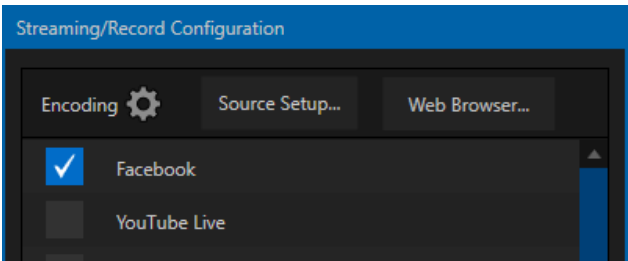 Streaming/Record Configuration
Encoding Source Setup... Web Browser...
Facebook
YouTube Live